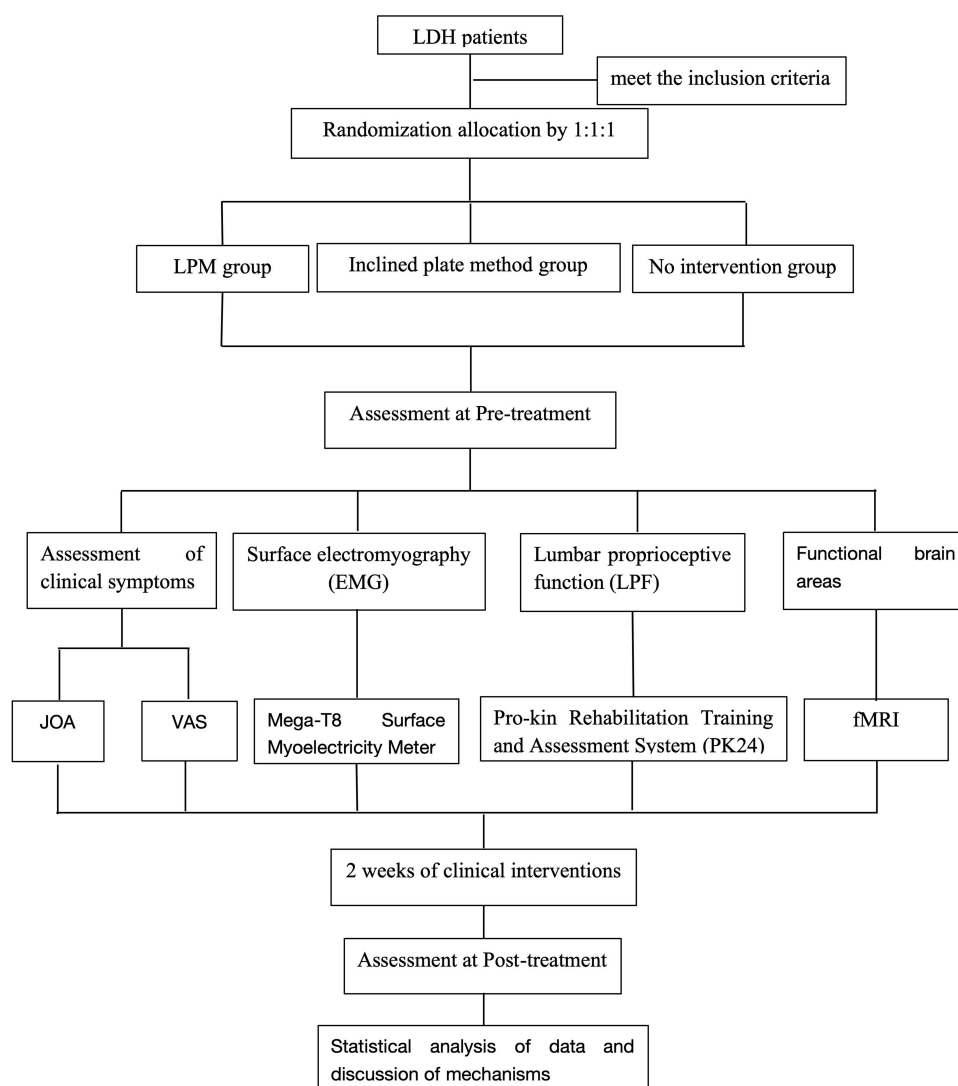 LDH patients
meet the inclusion criteria
Randomization allocation by 1:1:1
LPM group
Inclined plate method group
No intervention group
Assessment at Pre-treatment
Assessment of
clinical symptoms
Surface electromyography
(EMG)
Lumbar proprioceptive
function (LPF)
Functional brain
areas
JOA
VAS
Mega-T8 Surface
Myoelectricity Meter
Pro-kin Rehabilitation Training
and Assessment System (PK24)
fMRI
2 weeks of clinical interventions
Assessment at Post-treatment
Statistical analysis of data and
discussion of mechanisms